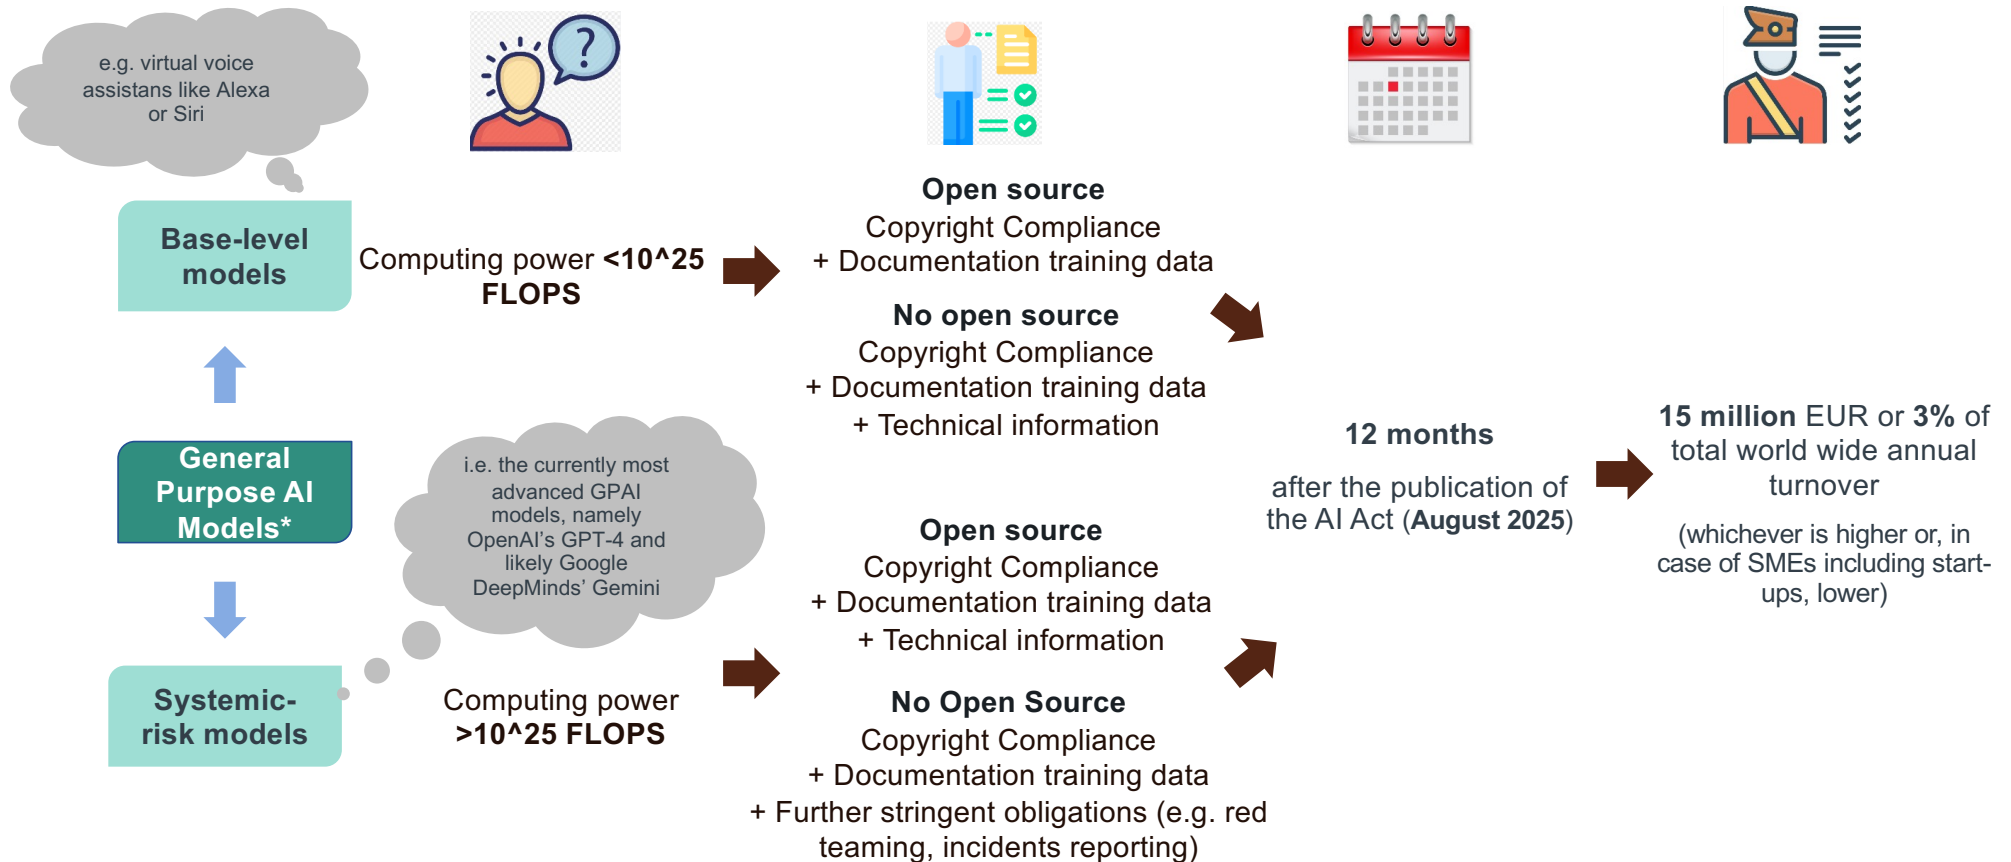 e.g. virtual voice
assistans like Alexa
or Siri
?
Base-level
models
Computing power <10^25
FLOPS
Open source
Copyright Compliance
+ Documentation training data
No open source
Copyright Compliance
+ Documentation training data
+ Technical information
General
Purpose AI
Models*
i.e. the currently most
advanced GPAI
models, namely
OpenAI's GPT-4 and
likely Google
DeepMinds' Gemini
Systemic-
risk models
Computing power
>10^25 FLOPS
Open source
Copyright Compliance
+ Documentation training data
+ Technical information
No Open Source
Copyright Compliance
+ Documentation training data
+ Further stringent obligations (e.g. red
teaming, incidents reporting)
12 months
after the publication of
the AI Act (August 2025)
15 million EUR or 3% of
total world wide annual
turnover
(whichever is higher or, in
case of SMEs including start-
ups, lower)